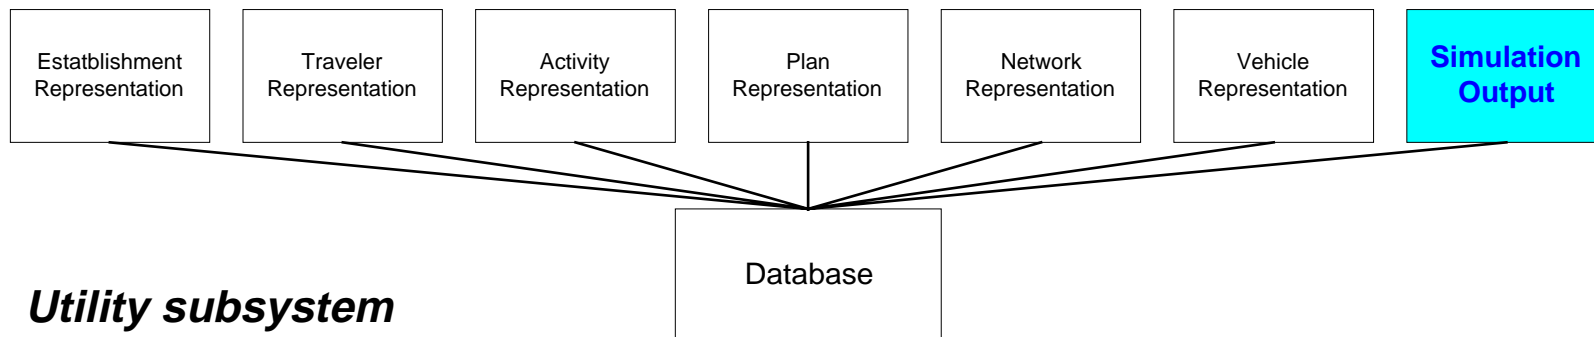 Estatblishment
Representation
Traveler
Representation
Activity
Representation
Plan
Representation
Network
Representation
Vehicle
Representation
Simulation
Output
Database
Utility subsystem